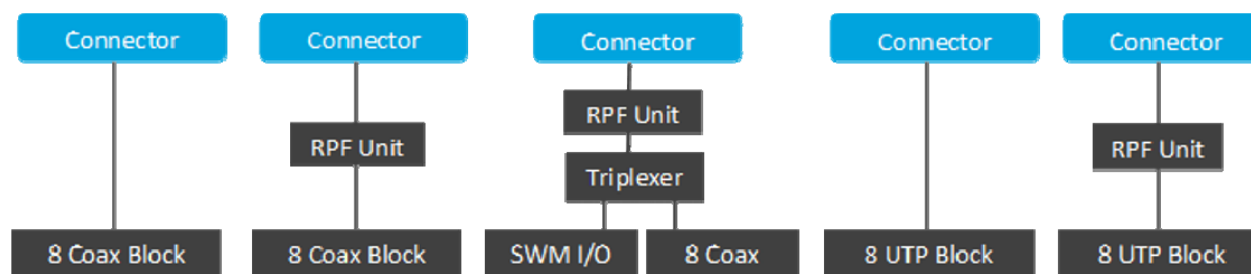 Connector
Connector
Connector
Connector
Connector
RPF Unit
RPF Unit
RPF Unit
Triplexer
8 Coax Block
8 Coax Block
SWM I/O
8 Coax
8 UTP Block
8 UTP Block